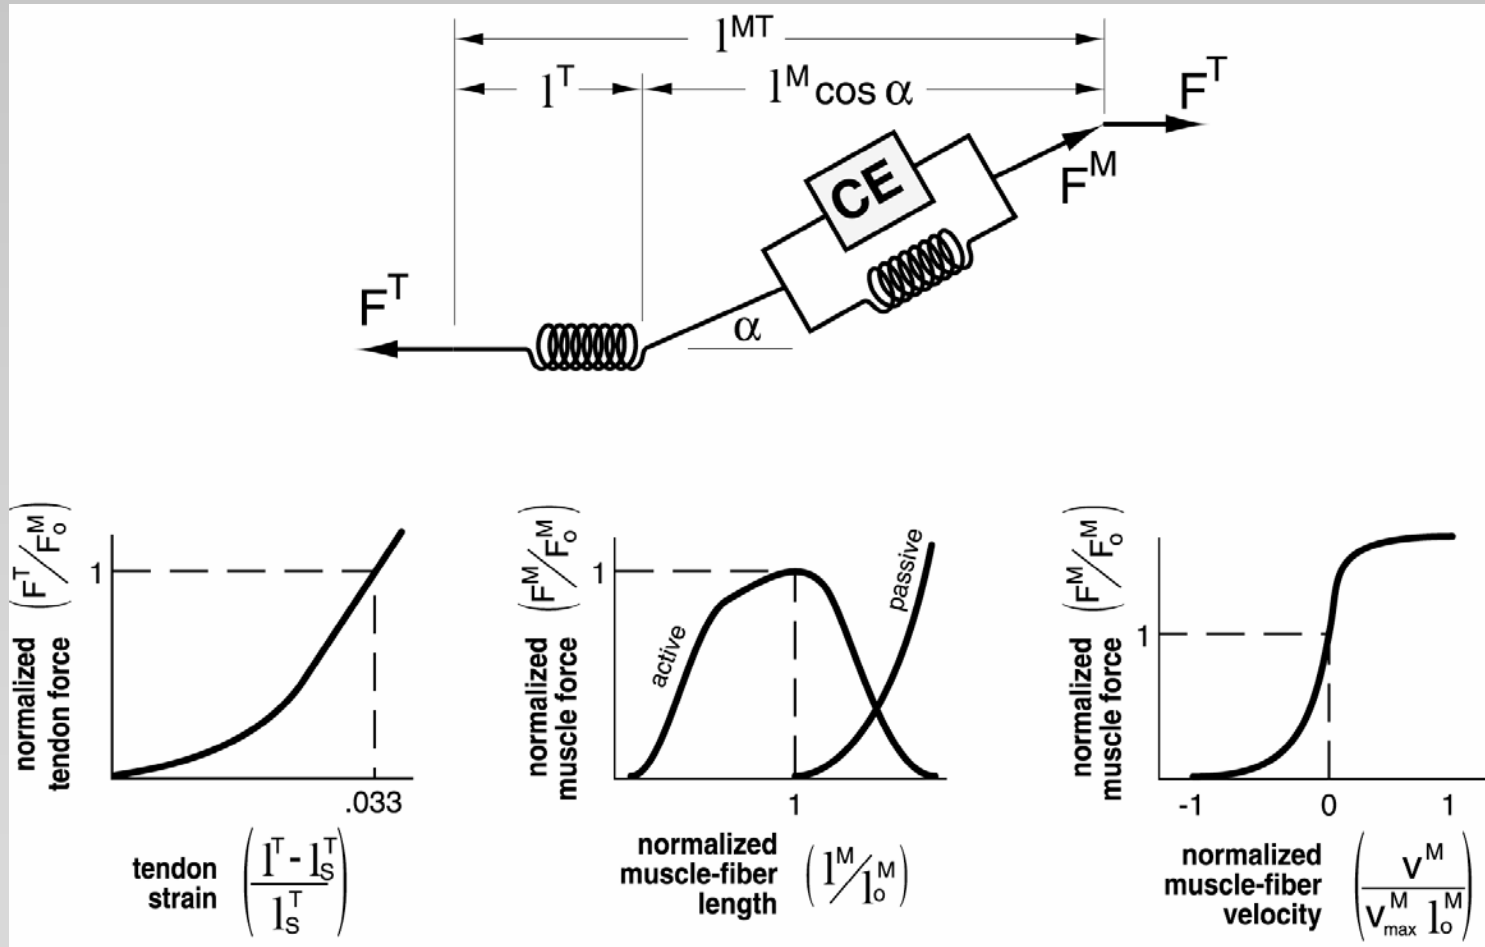 l^MT
l^T
l^M cos α
F^T
CE
F^M
F^T
α
normalized
tendon force
(F^T/F_o^M)
1
.033
tendon
strain
(l^T - l_S^T / l_S^T)
normalized
muscle force
(F^M/F_o^M)
1
active
passive
1
normalized
muscle-fiber
length
(l^M/l_o^M)
normalized
muscle force
(F^M/F_o^M)
1
-1 0 1
normalized
muscle-fiber
velocity
(v^M / v_max^M l_o^M)